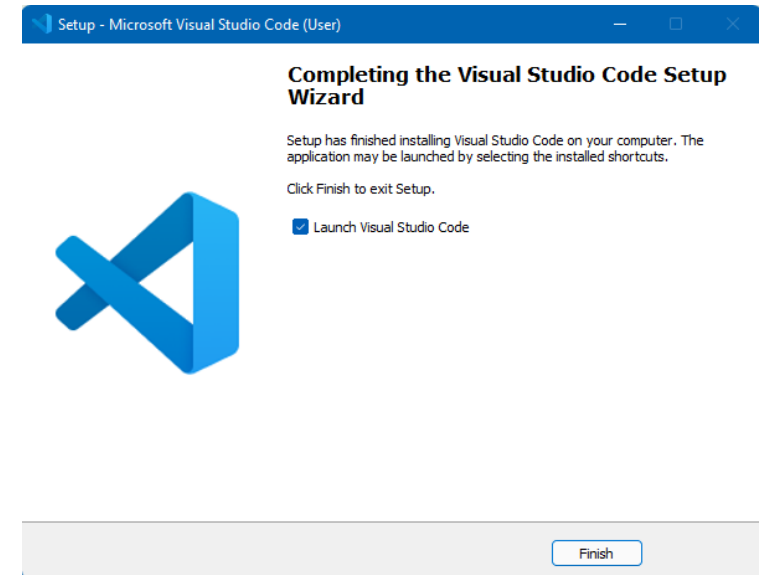 Setup - Microsoft Visual Studio Code (User)
Completing the Visual Studio Code Setup
Wizard
Setup has finished installing Visual Studio Code on your computer. The
application may be launched by selecting the installed shortcuts.
Click Finish to exit Setup.
Launch Visual Studio Code
Finish